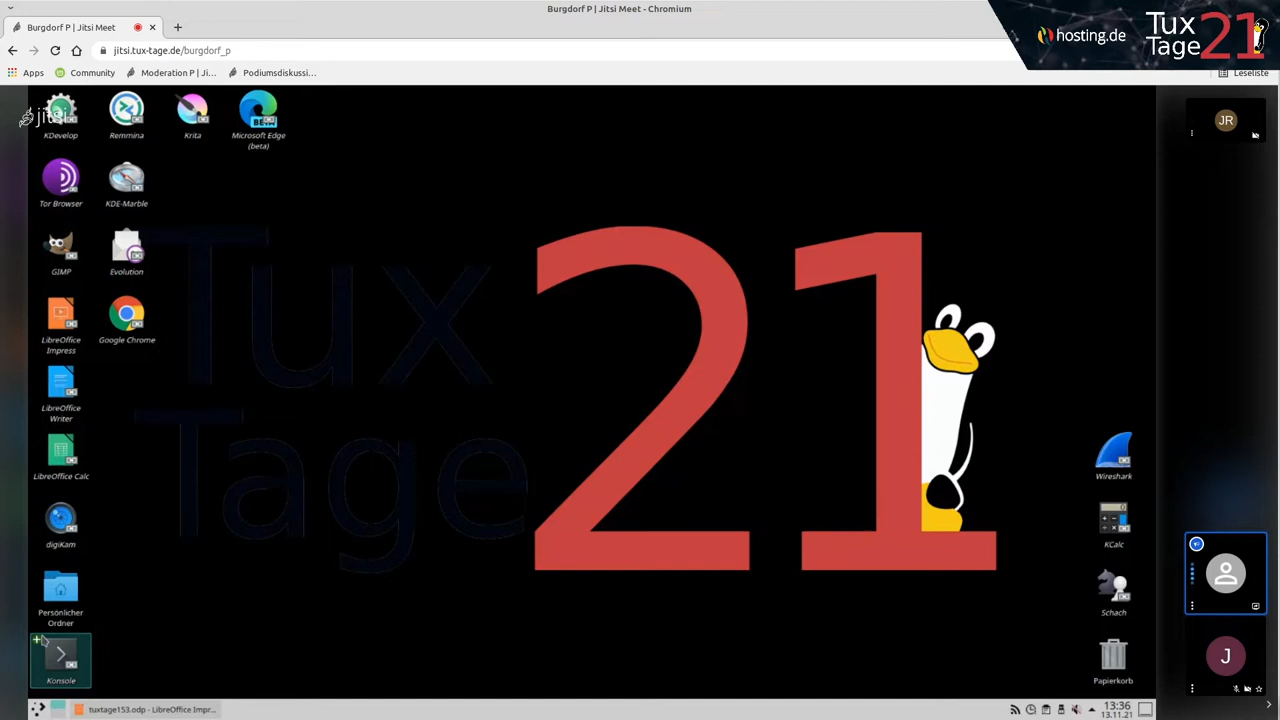 Burgdorf P | Jitsi Meet - Chromium
Burgdorf P | Jitsi Meet
jitsi.tux-tage.de/burgdorf_p
Apps
Community
Moderation P | Ji...
Podiumsdiskussi...
Leseliste
hosting.de
Tux
Tage
21
jitsi
KDevelop
Remmina
Krita
Microsoft Edge
(beta)
BETA
Tor Browser
KDE-Marble
GIMP
Evolution
LibreOffice
Impress
Google Chrome
LibreOffice
Writer
LibreOffice Calc
digiKam
Persönlicher
Ordner
Konsole
Tux
Tage
21
Wireshark
KCalc
Schach
Papierkorb
JR
J
tuxtage153.odp - LibreOffice Impr...
13:36
13.11.21